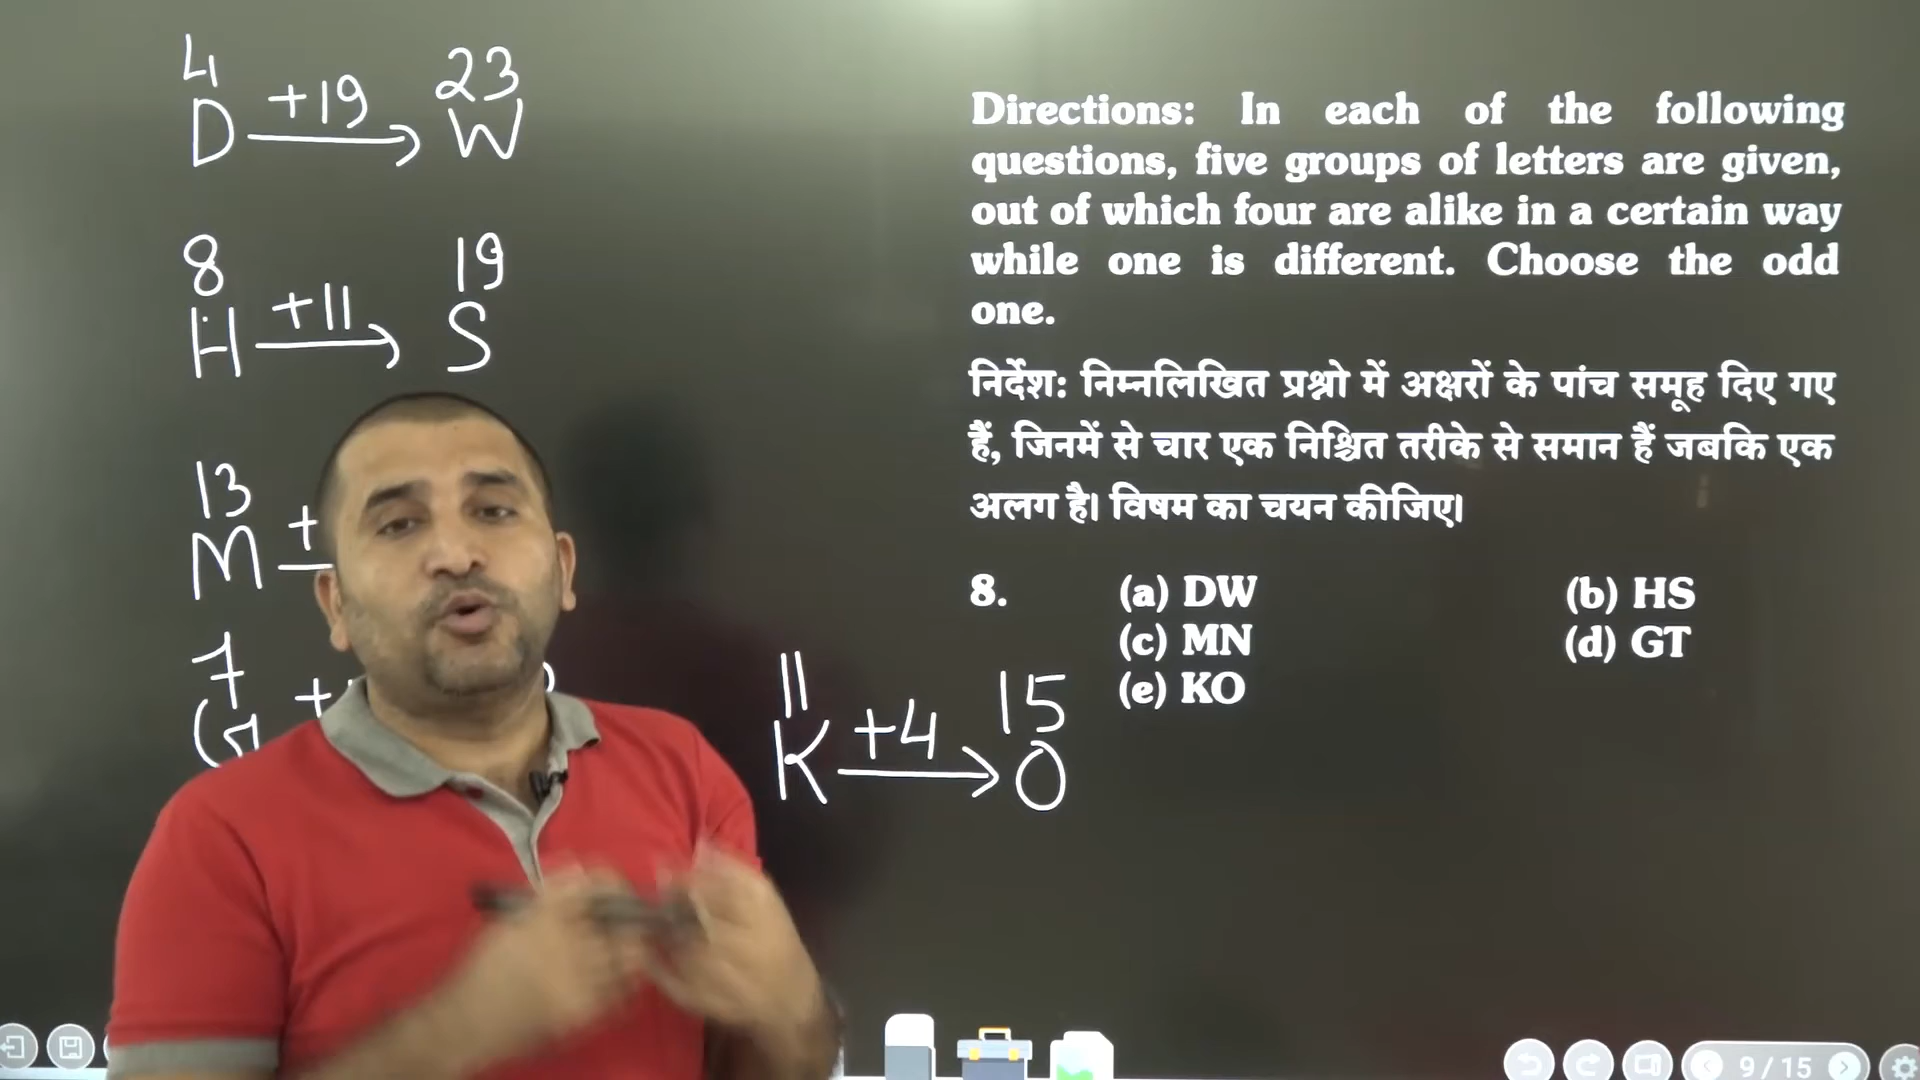 4 23
D +19 W
8 19
H +11 S
13
M +
7
G +
11 15
K +4 O
Directions: In each of the following
questions, five groups of letters are given,
out of which four are alike in a certain way
while one is different. Choose the odd
one.
निर्देश: निम्नलिखित प्रश्नो में अक्षरों के पांच समूह दिए गए
हैं, जिनमें से चार एक निश्चित तरीके से समान हैं जबकि एक
अलग है। विषम का चयन कीजिए।
8. (a) DW (b) HS
(c) MN (d) GT
(e) KO
9 / 15